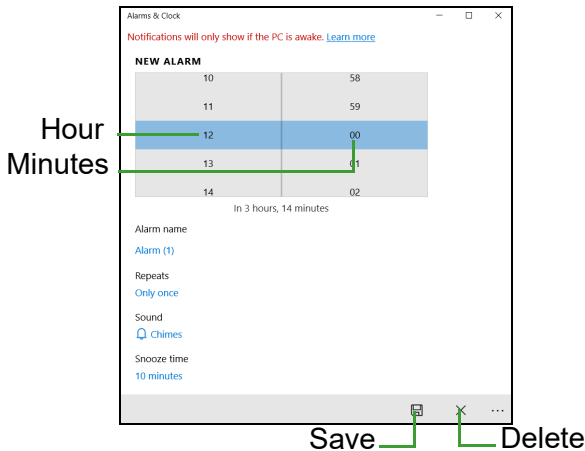 Alarms & Clock
Notifications will only show if the PC is awake. Learn more
NEW ALARM
10 58
11 59
Hour 12 00
Minutes 13 01
14 02
In 3 hours, 14 minutes
Alarm name
Alarm (1)
Repeats
Only once
Sound
Chimes
Snooze time
10 minutes
...
Save Delete